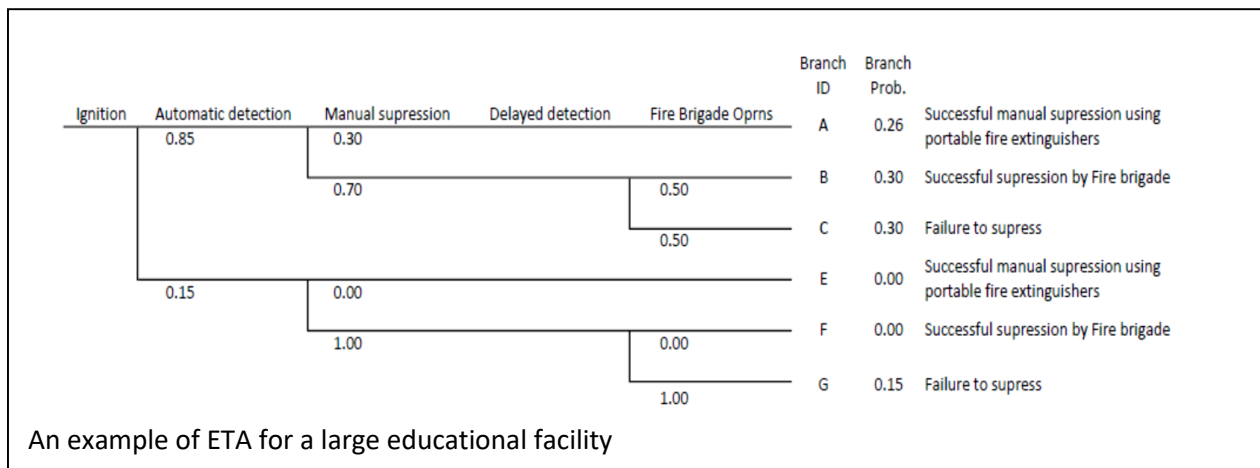 Branch Branch
ID Prob.
Ignition Automatic detection Manual supression Delayed detection Fire Brigade Oprns
A 0.26 Successful manual supression using
portable fire extinguishers
0.85 0.30
B 0.30 Successful supression by Fire brigade
0.70 0.50
C 0.30 Failure to supress
0.50
E 0.00 Successful manual supression using
portable fire extinguishers
0.15 0.00
F 0.00 Successful supression by Fire brigade
1.00 0.00
G 0.15 Failure to supress
1.00
An example of ETA for a large educational facility